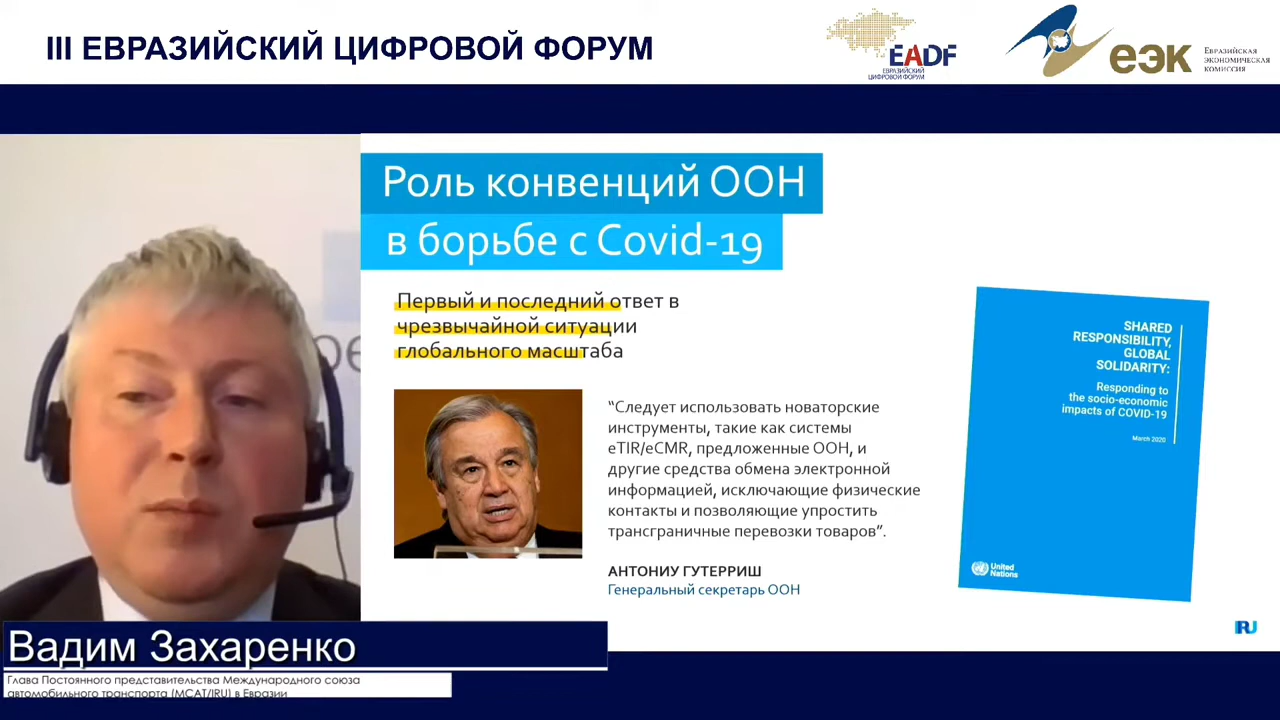 III ЕВРАЗИЙСКИЙ ЦИФРОВОЙ ФОРУМ
EADF
ЕВРАЗИЙСКИЙ
ЦИФРОВОЙ ФОРУМ
еэк
ЕВРАЗИЙСКАЯ
ЭКОНОМИЧЕСКАЯ
КОМИССИЯ
Роль конвенций ООН
в борьбе с Covid-19
Первый и последний ответ в
чрезвычайной ситуации
глобального масштаба
“Следует использовать новаторские
инструменты, такие как системы
eTIR/eCMR, предложенные ООН, и
другие средства обмена электронной
информацией, исключающие физические
контакты и позволяющие упростить
трансграничные перевозки товаров”.
АНТОНИУ ГУТЕРРИШ
Генеральный секретарь ООН
SHARED
RESPONSIBILITY,
GLOBAL
SOLIDARITY:
Responding to
the socio-economic
impacts of COVID-19
March 2020
United
Nations
IRU
Вадим Захаренко
Глава Постоянного представительства Международного союза
автомобильного транспорта (МСАТ/IRU) в Евразии